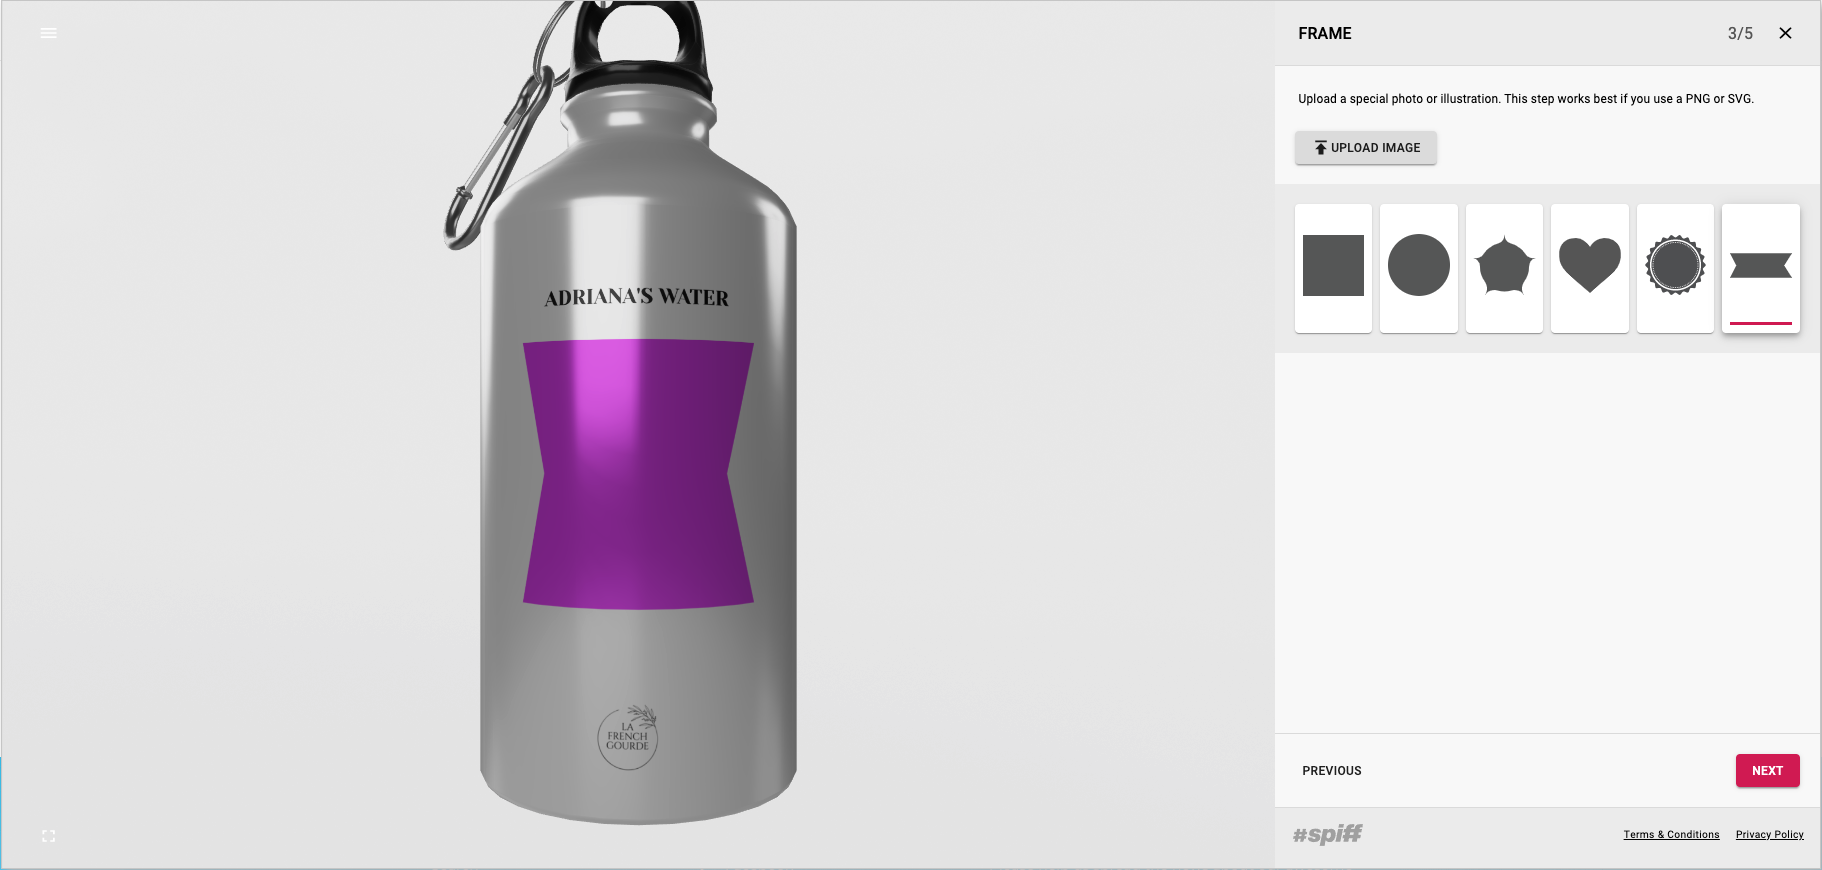 FRAME
3/5
Upload a special photo or illustration. This step works best if you use a PNG or SVG.
UPLOAD IMAGE
ADRIANA'S WATER
LA
FRENCH
GOURDE
PREVIOUS
NEXT
#spiff
Terms & Conditions
Privacy Policy